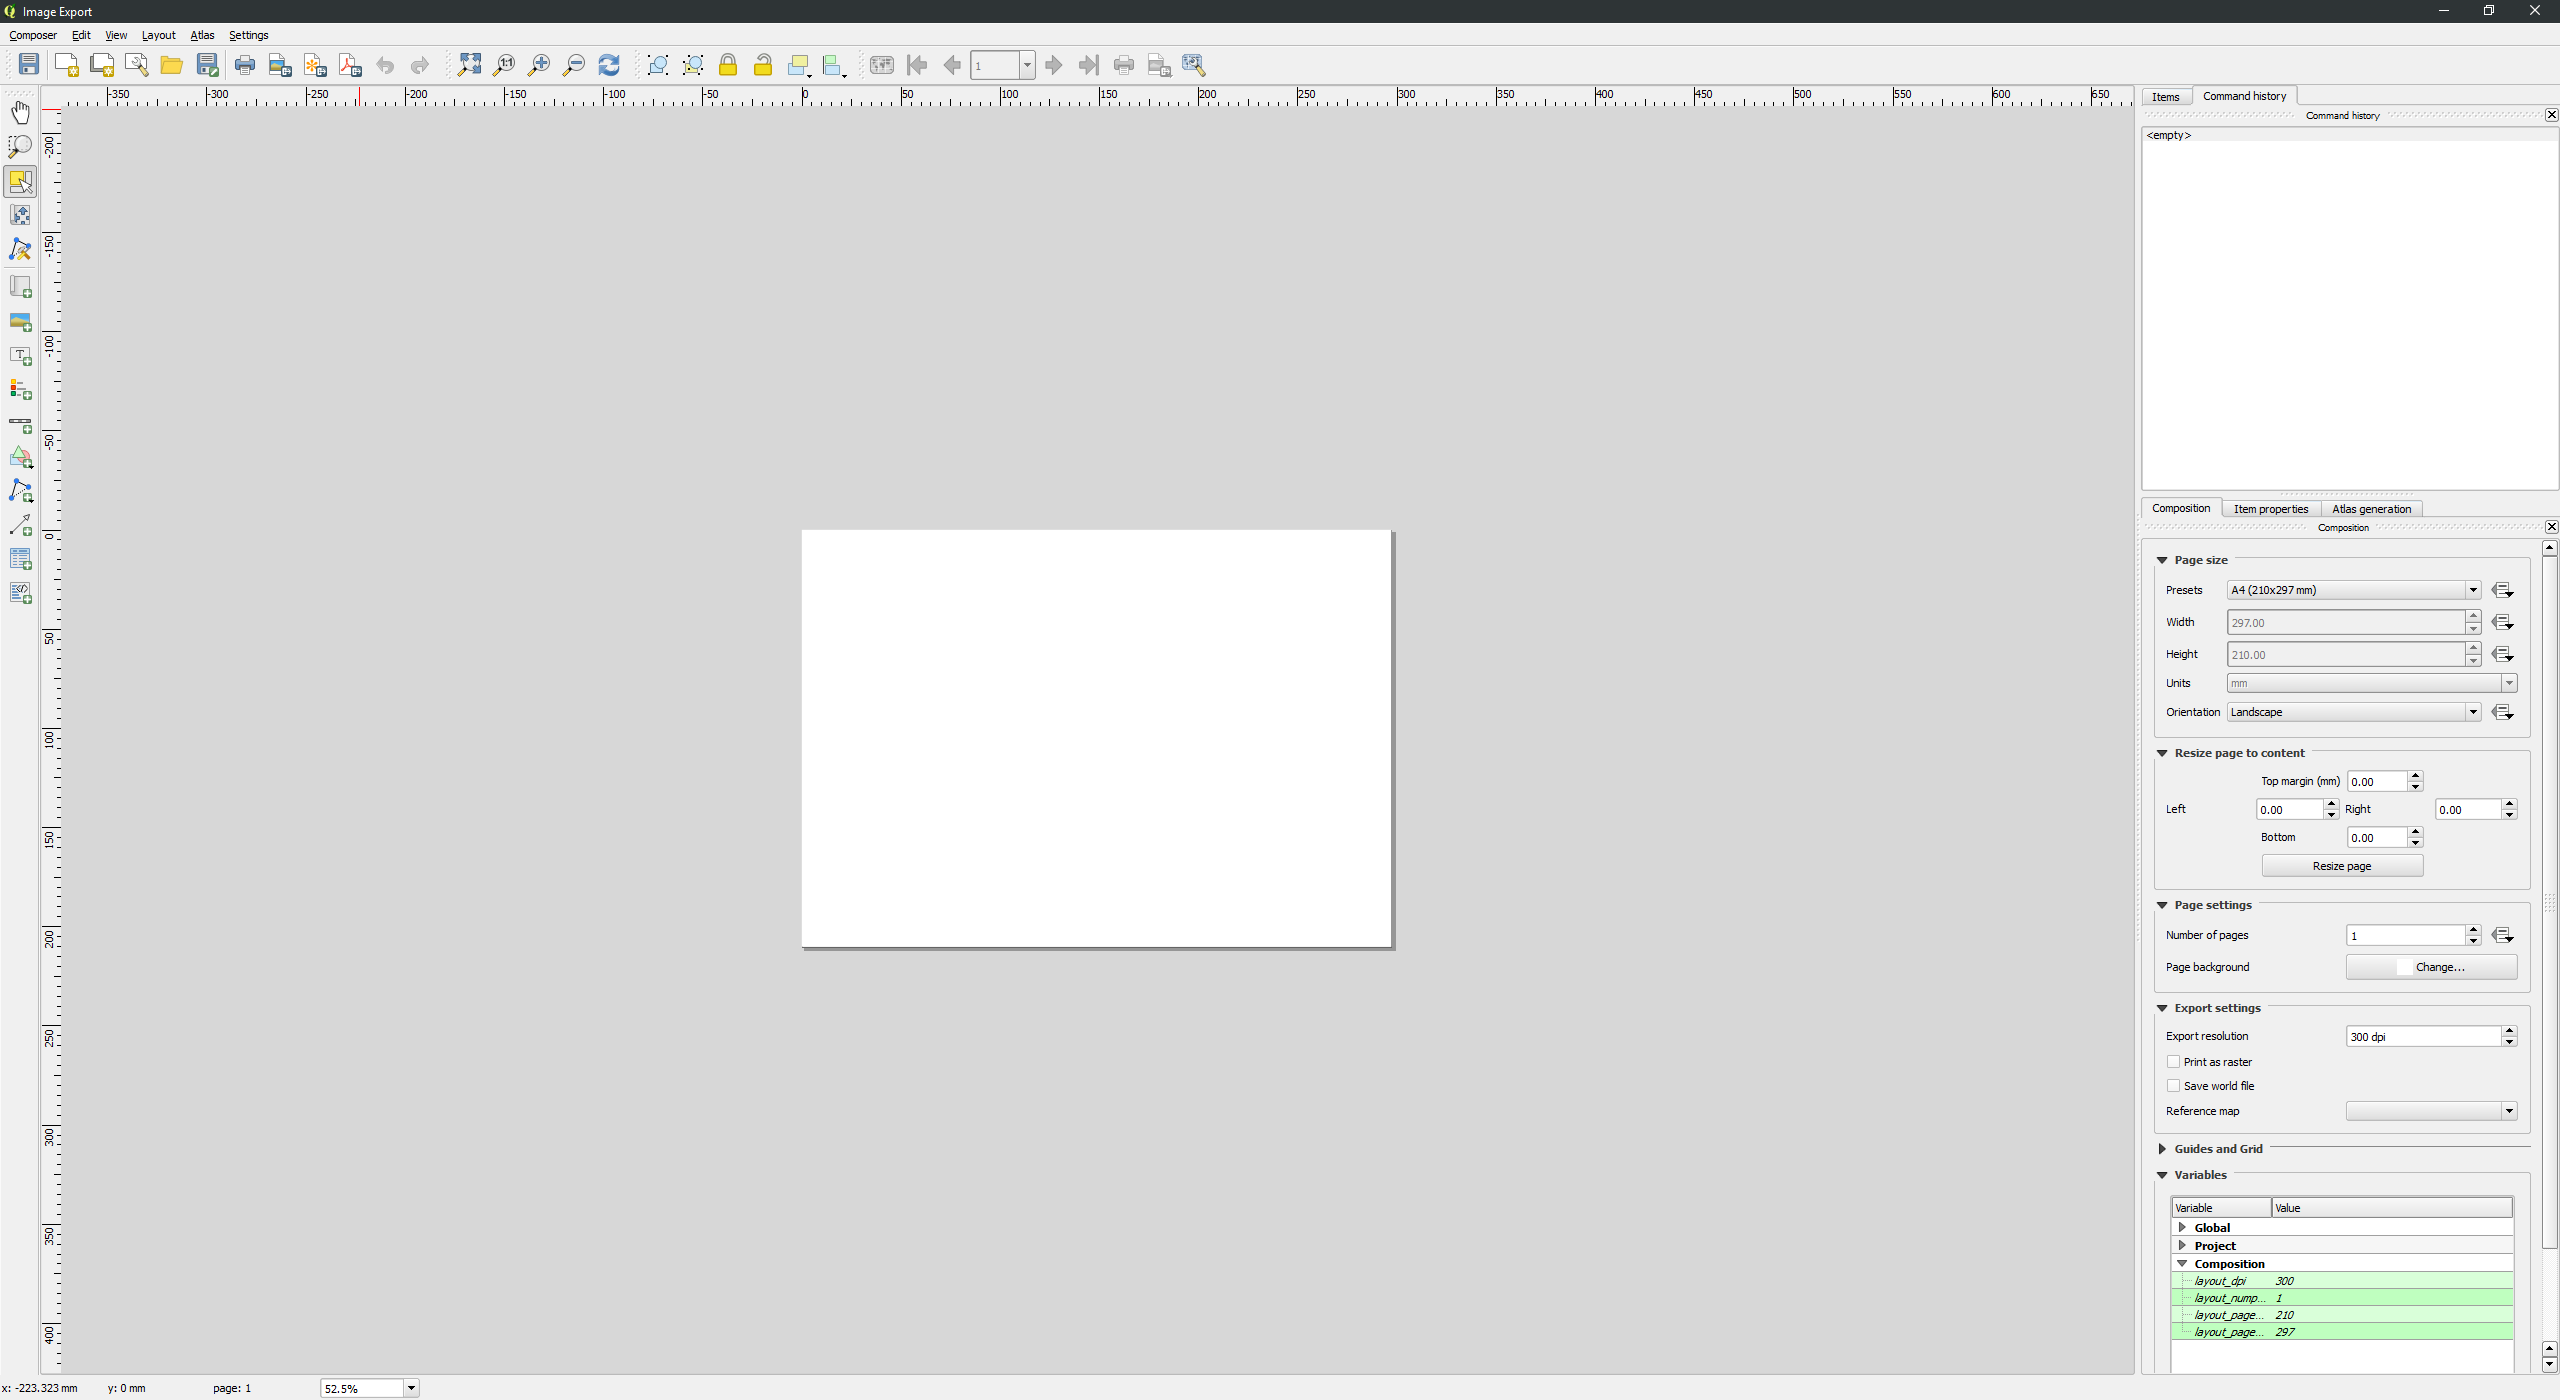 Image Export
Composer Edit View Layout Atlas Settings
1:1 1
-350 -300 -250 -200 -150 -100 -50 0 50 100 150 200 250 300 350 400 450 500 550 600 650
-200
-150
-100
-50
0
50
100
150
200
250
300
350
400
Items Command history
Command history
<empty>
Composition Item properties Atlas generation
Composition
Page size
Presets A4 (210x297 mm)
Width 297.00
Height 210.00
Units mm
Orientation Landscape
Resize page to content
Top margin (mm) 0.00
Left 0.00 Right 0.00
Bottom 0.00
Resize page
Page settings
Number of pages 1
Page background Change...
Export settings
Export resolution 300 dpi
Print as raster
Save world file
Reference map
Guides and Grid
Variables
Variable Value
Global
Project
Composition
layout_dpi 300
layout_nump... 1
layout_page... 210
layout_page... 297
x: -223.323 mm y: 0 mm page: 1 52.5%